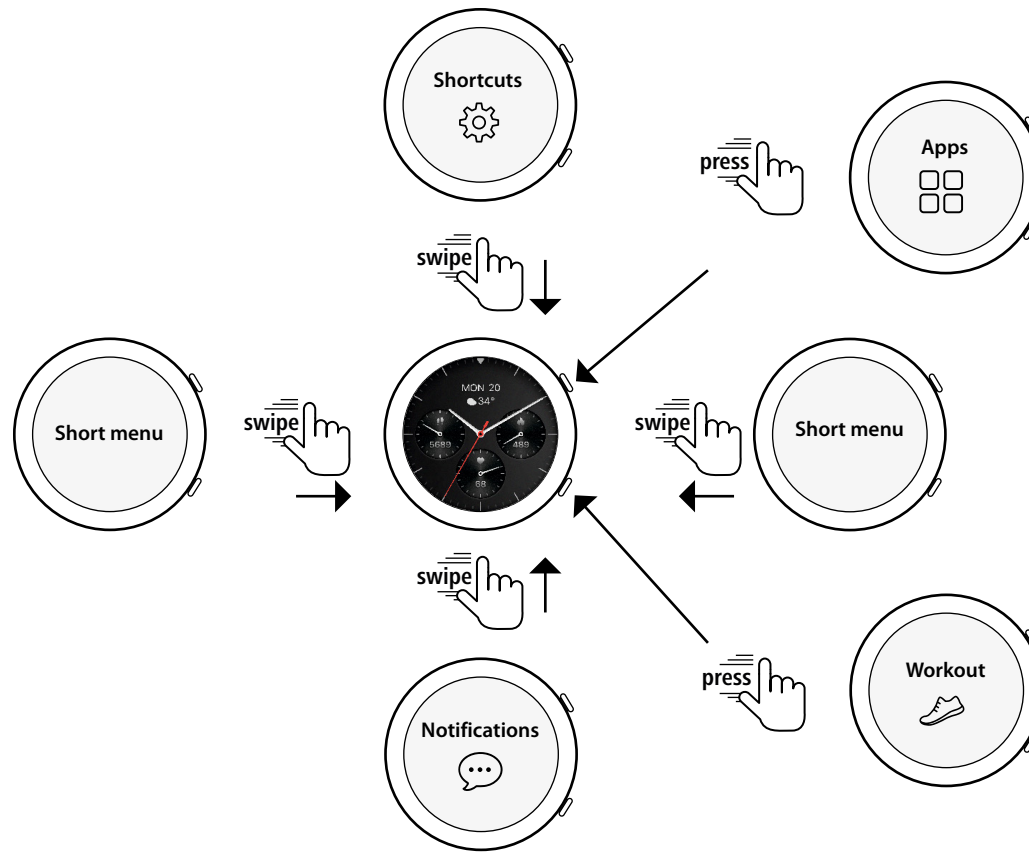 Shortcuts
press
Apps
swipe
MON 20
34°
5689
489
68
Short menu
swipe
swipe
Short menu
swipe
Notifications
press
Workout